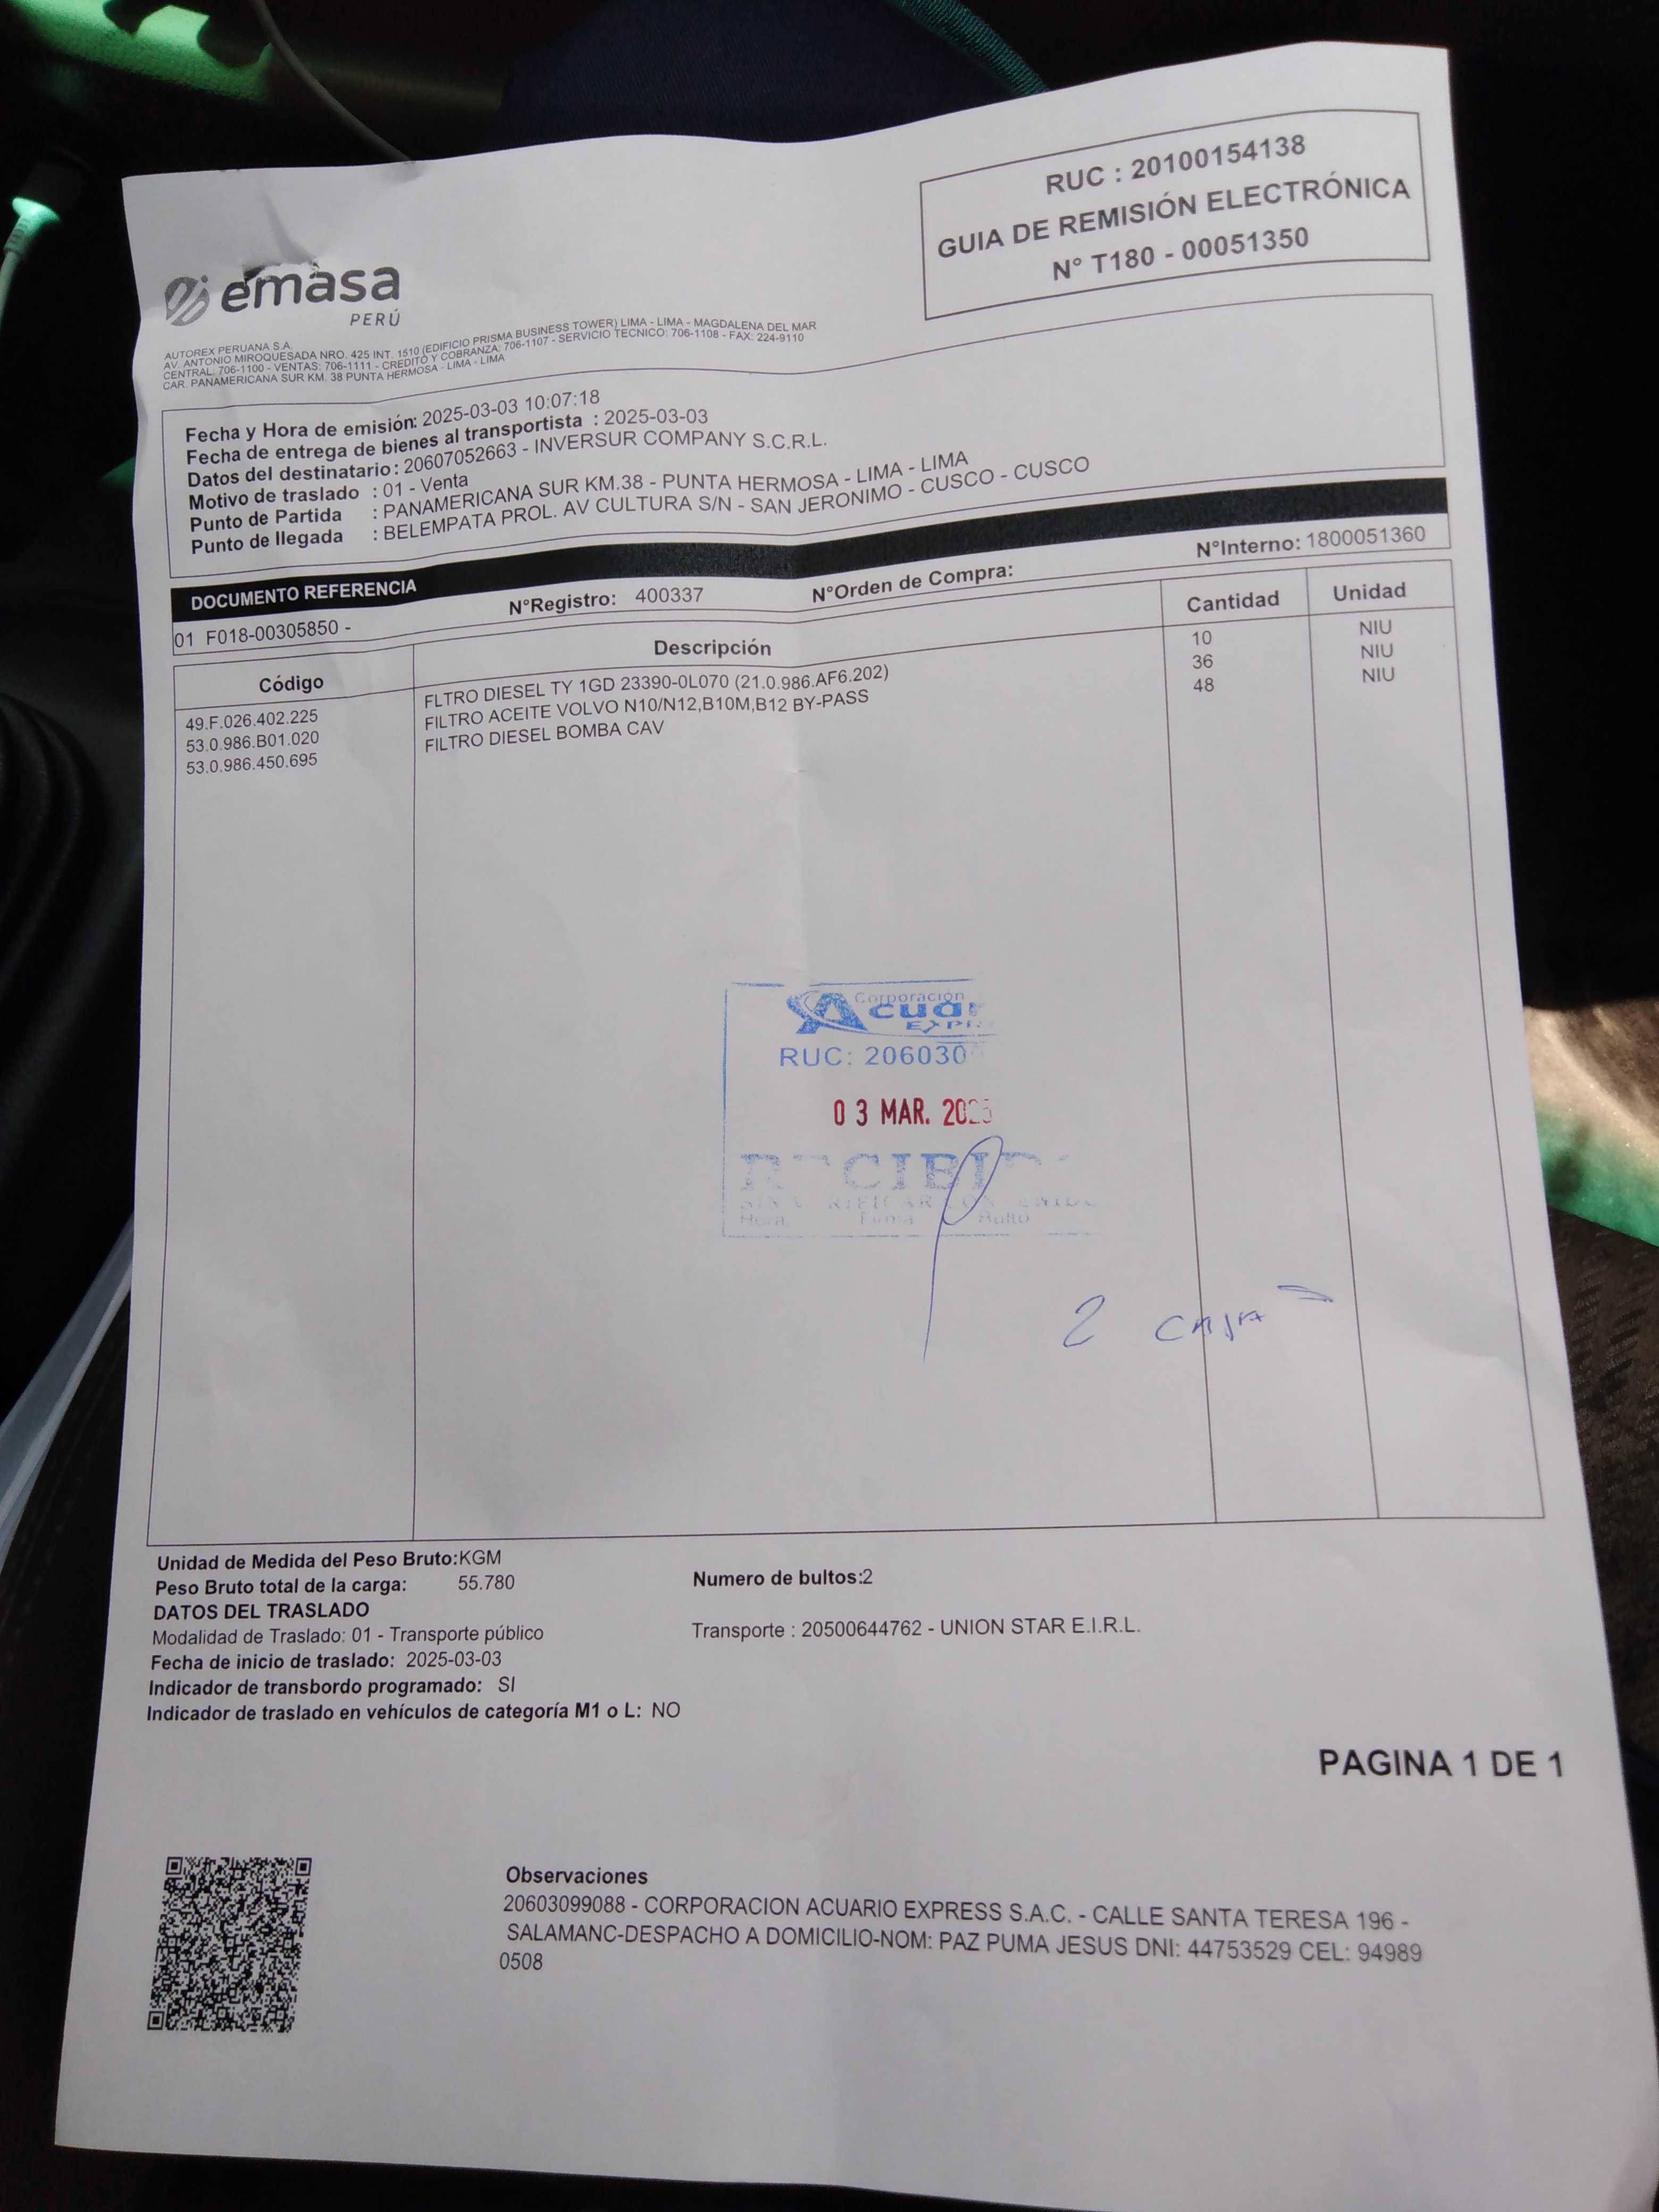 RUC : 20100154138
GUIA DE REMISIÓN ELECTRÓNICA
N° T180 - 00051350
emasa
PERÚ
AUTOREX PERUANA S.A.
AV. ANTONIO MIROQUESADA NRO. 425 INT. 1510 (EDIFICIO PRISMA BUSINESS TOWER) LIMA - LIMA - MAGDALENA DEL MAR
CENTRAL: 706-1100 - VENTAS: 706-1111 - CREDITO Y COBRANZA: 706-1107 - SERVICIO TECNICO: 706-1108 - FAX: 224-9110
CAR. PANAMERICANA SUR KM. 38 PUNTA HERMOSA - LIMA - LIMA
Fecha y Hora de emisión: 2025-03-03 10:07:18
Fecha de entrega de bienes al transportista : 2025-03-03
Datos del destinatario : 20607052663 - INVERSUR COMPANY S.C.R.L.
Motivo de traslado : 01 - Venta
Punto de Partida : PANAMERICANA SUR KM.38 - PUNTA HERMOSA - LIMA - LIMA
Punto de llegada : BELEMPATA PROL. AV CULTURA S/N - SAN JERONIMO - CUSCO - CUSCO
DOCUMENTO REFERENCIA
01 F018-00305850 - N°Registro: 400337 N°Orden de Compra: N°Interno: 1800051360
Código Descripción Cantidad Unidad
49.F.026.402.225 FLTRO DIESEL TY 1GD 23390-0L070 (21.0.986.AF6.202) 10 NIU
53.0.986.B01.020 FILTRO ACEITE VOLVO N10/N12,B10M,B12 BY-PASS 36 NIU
53.0.986.450.695 FILTRO DIESEL BOMBA CAV 48 NIU
Corporación
Acuar
EXPR
RUC: 206030
03 MAR. 2025
RECIBID
Hora Firma Bulto
2 CAJAS
Unidad de Medida del Peso Bruto:KGM
Peso Bruto total de la carga: 55.780 Numero de bultos:2
DATOS DEL TRASLADO
Modalidad de Traslado: 01 - Transporte público Transporte : 20500644762 - UNION STAR E.I.R.L.
Fecha de inicio de traslado: 2025-03-03
Indicador de transbordo programado: SI
Indicador de traslado en vehículos de categoría M1 o L: NO
PAGINA 1 DE 1
Observaciones
20603099088 - CORPORACION ACUARIO EXPRESS S.A.C. - CALLE SANTA TERESA 196 -
SALAMANC-DESPACHO A DOMICILIO-NOM: PAZ PUMA JESUS DNI: 44753529 CEL: 94989
0508